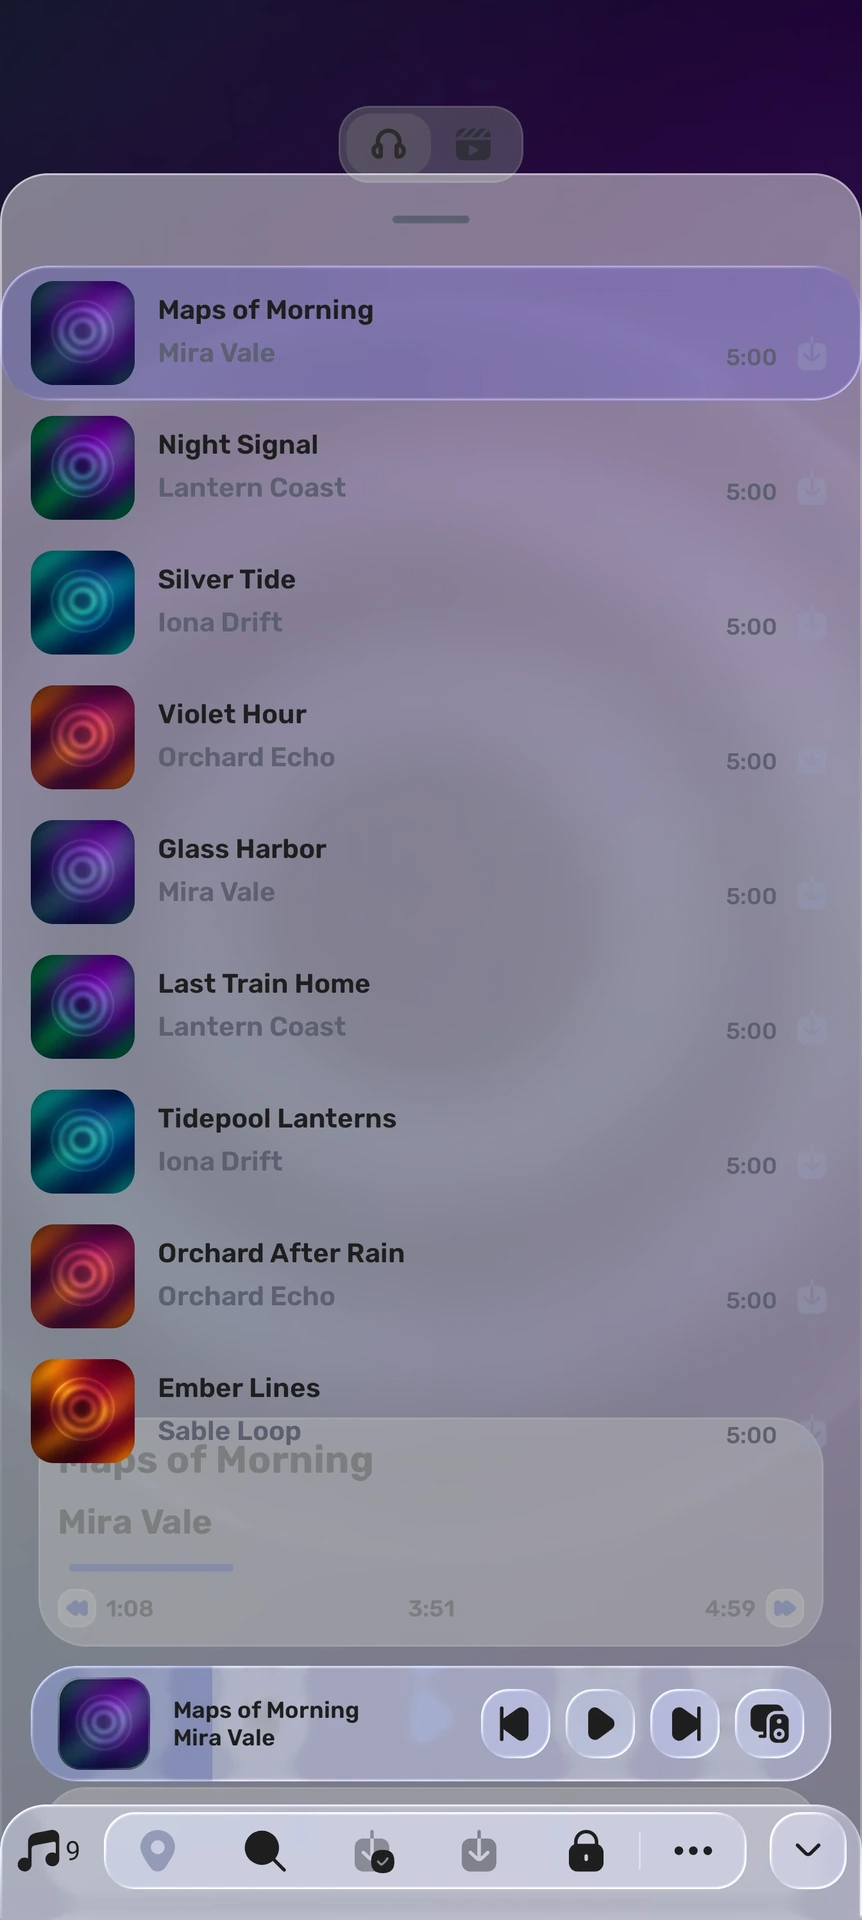 Maps of Morning
Mira Vale
5:00
Night Signal
Lantern Coast
5:00
Silver Tide
Iona Drift
5:00
Violet Hour
Orchard Echo
5:00
Glass Harbor
Mira Vale
5:00
Last Train Home
Lantern Coast
5:00
Tidepool Lanterns
Iona Drift
5:00
Orchard After Rain
Orchard Echo
5:00
Ember Lines
Sable Loop
5:00
Maps of Morning
Mira Vale
1:08 3:51 4:59
Maps of Morning
Mira Vale
9